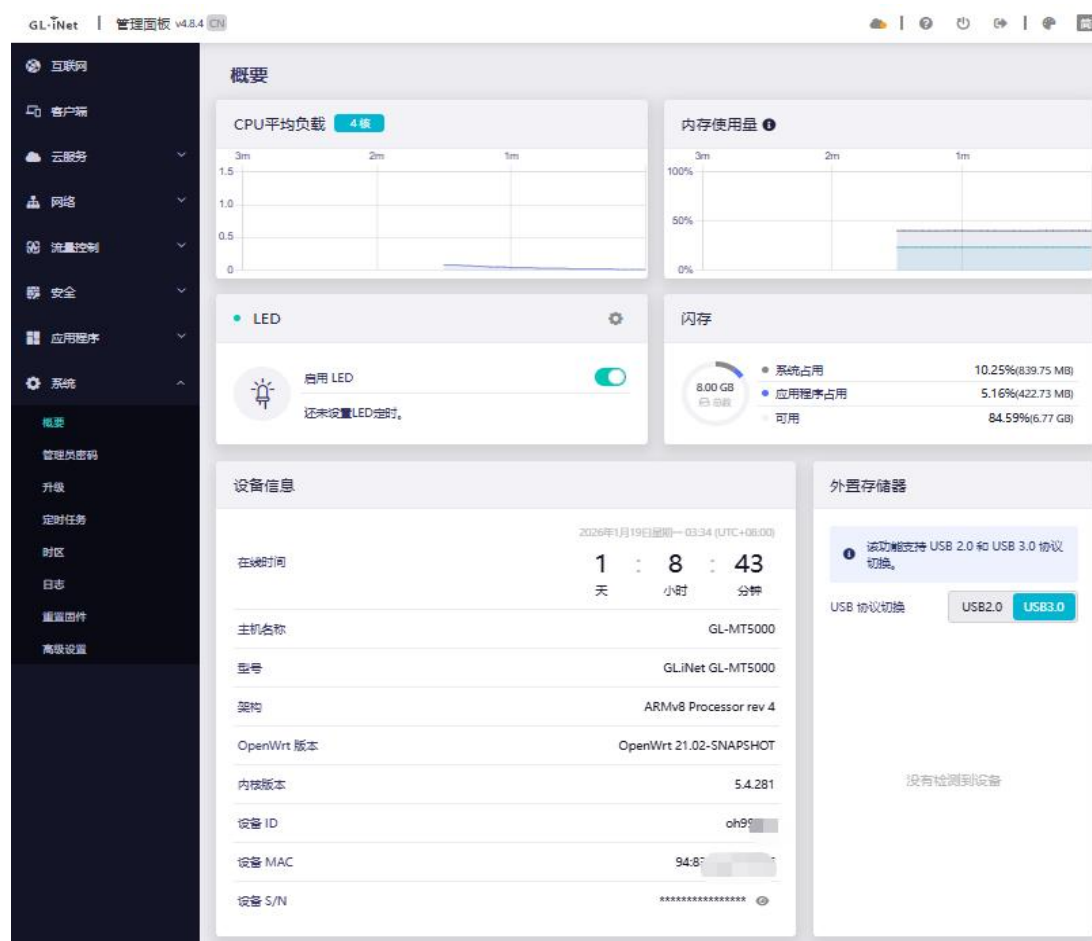 GL·iNet | 管理面板 v4.8.4 CN
简
互联网
客户端
云服务
网络
流量控制
安全
应用程序
系统
概要
管理员密码
升级
定时任务
时区
日志
重置固件
高级设置
概要
CPU平均负载 4 核
3m 2m 1m
1.5
1.0
0.5
0
内存使用量
3m 2m 1m
100%
50%
0%
LED
启用 LED
还未设置LED定时。
闪存
8.00 GB
总数
系统占用 10.25%(839.75 MB)
应用程序占用 5.16%(422.73 MB)
可用 84.59%(6.77 GB)
设备信息
2026年1月19日星期一 03:34 (UTC+08:00)
在线时间 1 : 8 : 43
天 小时 分钟
主机名称 GL-MT5000
型号 GL.iNet GL-MT5000
架构 ARMv8 Processor rev 4
OpenWrt 版本 OpenWrt 21.02-SNAPSHOT
内核版本 5.4.281
设备 ID oh99
设备 MAC 94:8
设备 S/N ****************
外置存储器
该功能支持 USB 2.0 和 USB 3.0 协议
切换。
USB 协议切换 USB2.0 USB3.0
没有检测到设备